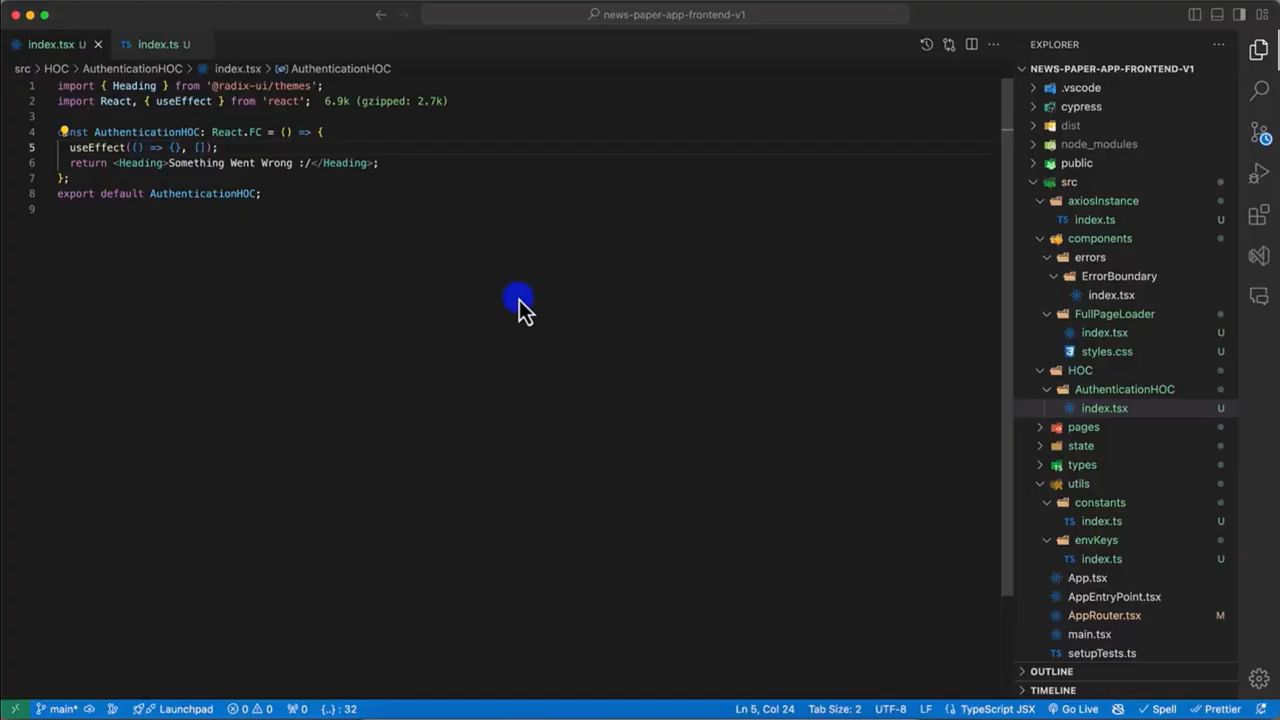 news-paper-app-frontend-v1
index.tsx U
TS index.ts U
EXPLORER
src > HOC > AuthenticationHOC > index.tsx > AuthenticationHOC
NEWS-PAPER-APP-FRONTEND-V1
1 import { Heading } from '@radix-ui/themes';
2 import React, { useEffect } from 'react'; 6.9k (gzipped: 2.7k)
3
4 nst AuthenticationHOC: React.FC = () => {
5 useEffect(() => {}, []);
6 return <Heading>Something Went Wrong :/</Heading>;
7 };
8 export default AuthenticationHOC;
9
.vscode
cypress
dist
node_modules
public
src
axiosInstance
TS index.ts U
components
errors
ErrorBoundary
index.tsx
FullPageLoader
index.tsx U
styles.css U
HOC
AuthenticationHOC
index.tsx U
pages
state
types
utils
constants
TS index.ts U
envKeys
TS index.ts U
App.tsx
AppEntryPoint.tsx
AppRouter.tsx M
main.tsx
TS setupTests.ts
OUTLINE
TIMELINE
main* Launchpad 0 0 0 {..} : 32 Ln 5, Col 24 Tab Size: 2 UTF-8 LF {} TypeScript JSX Go Live Spell Prettier